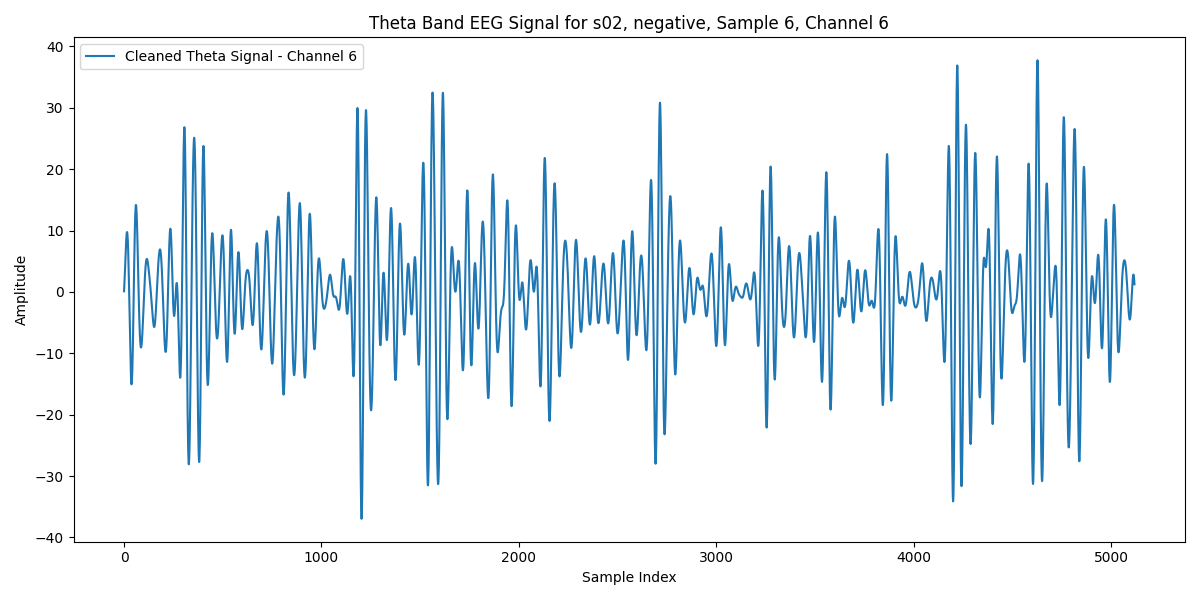 Theta Band EEG Signal for s02, negative, Sample 6, Channel 6
Cleaned Theta Signal - Channel 6
Amplitude
40
30
20
10
0
−10
−20
−30
−40
0 1000 2000 3000 4000 5000
Sample Index